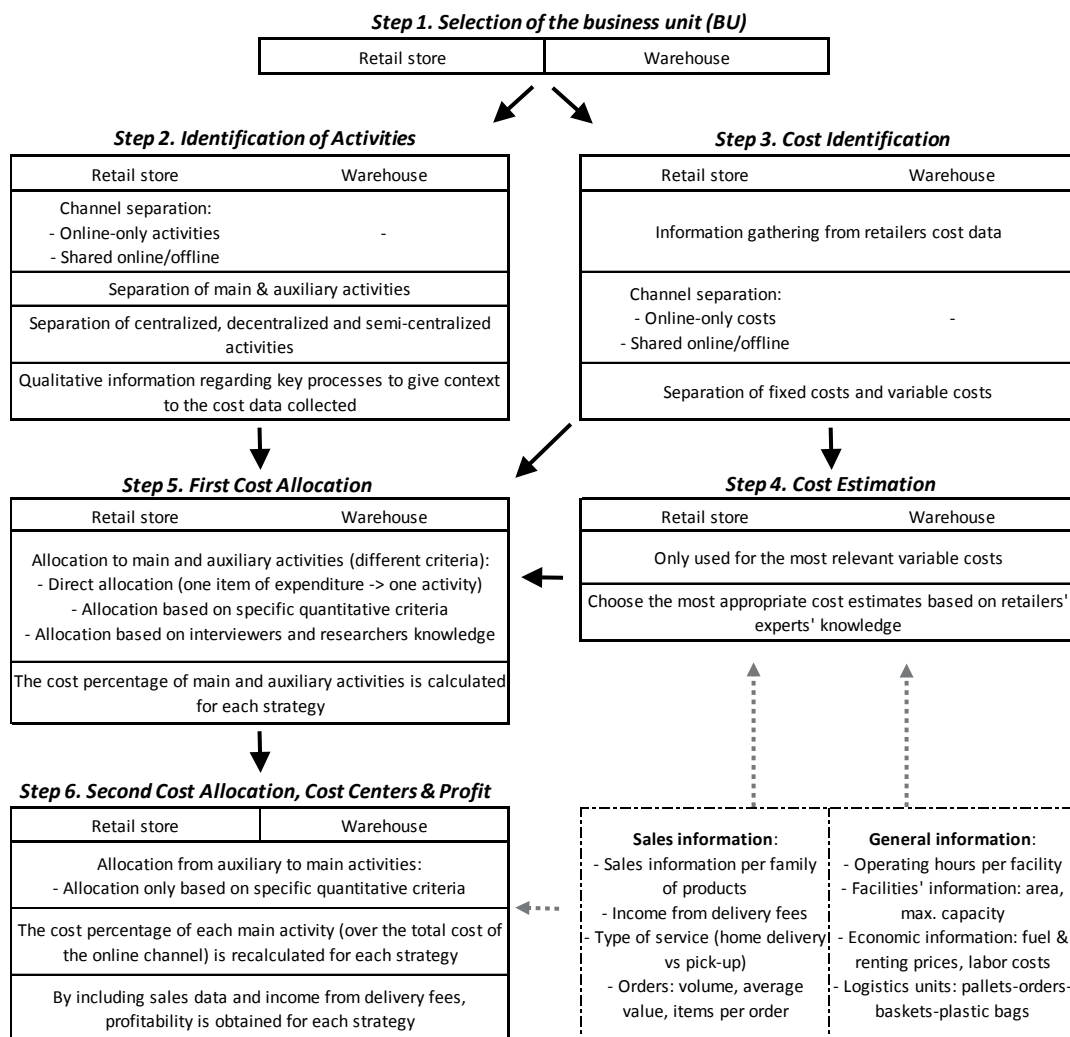 Step 1. Selection of the business unit (BU)
Retail store
Warehouse
Step 2. Identification of Activities
Retail store
Warehouse
Channel separation:
- Online-only activities
-
- Shared online/offline
Separation of main & auxiliary activities
Separation of centralized, decentralized and semi-centralized
activities
Qualitative information regarding key processes to give context
to the cost data collected
Step 3. Cost Identification
Retail store
Warehouse
Information gathering from retailers cost data
Channel separation:
- Online-only costs
-
- Shared online/offline
Separation of fixed costs and variable costs
Step 5. First Cost Allocation
Retail store
Warehouse
Allocation to main and auxiliary activities (different criteria):
- Direct allocation (one item of expenditure -> one activity)
- Allocation based on specific quantitative criteria
- Allocation based on interviewers and researchers knowledge
The cost percentage of main and auxiliary activities is calculated
for each strategy
Step 4. Cost Estimation
Retail store
Warehouse
Only used for the most relevant variable costs
Choose the most appropriate cost estimates based on retailers'
experts' knowledge
Step 6. Second Cost Allocation, Cost Centers & Profit
Retail store
Warehouse
Allocation from auxiliary to main activities:
- Allocation only based on specific quantitative criteria
The cost percentage of each main activity (over the total cost of
the online channel) is recalculated for each strategy
By including sales data and income from delivery fees,
profitability is obtained for each strategy
Sales information:
- Sales information per family
of products
- Income from delivery fees
- Type of service (home delivery
vs pick-up)
- Orders: volume, average
value, items per order
General information:
- Operating hours per facility
- Facilities' information: area,
max. capacity
- Economic information: fuel &
renting prices, labor costs
- Logistics units: pallets-orders-
baskets-plastic bags